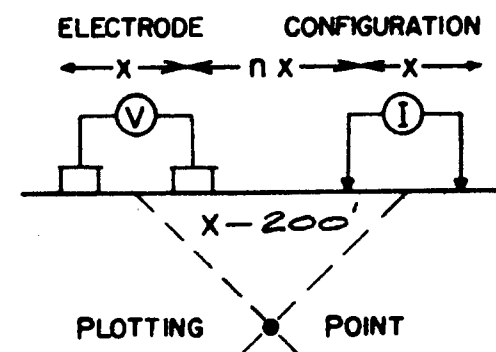 ELECTRODE CONFIGURATION
X n X X
V I
X - 200'
PLOTTING POINT